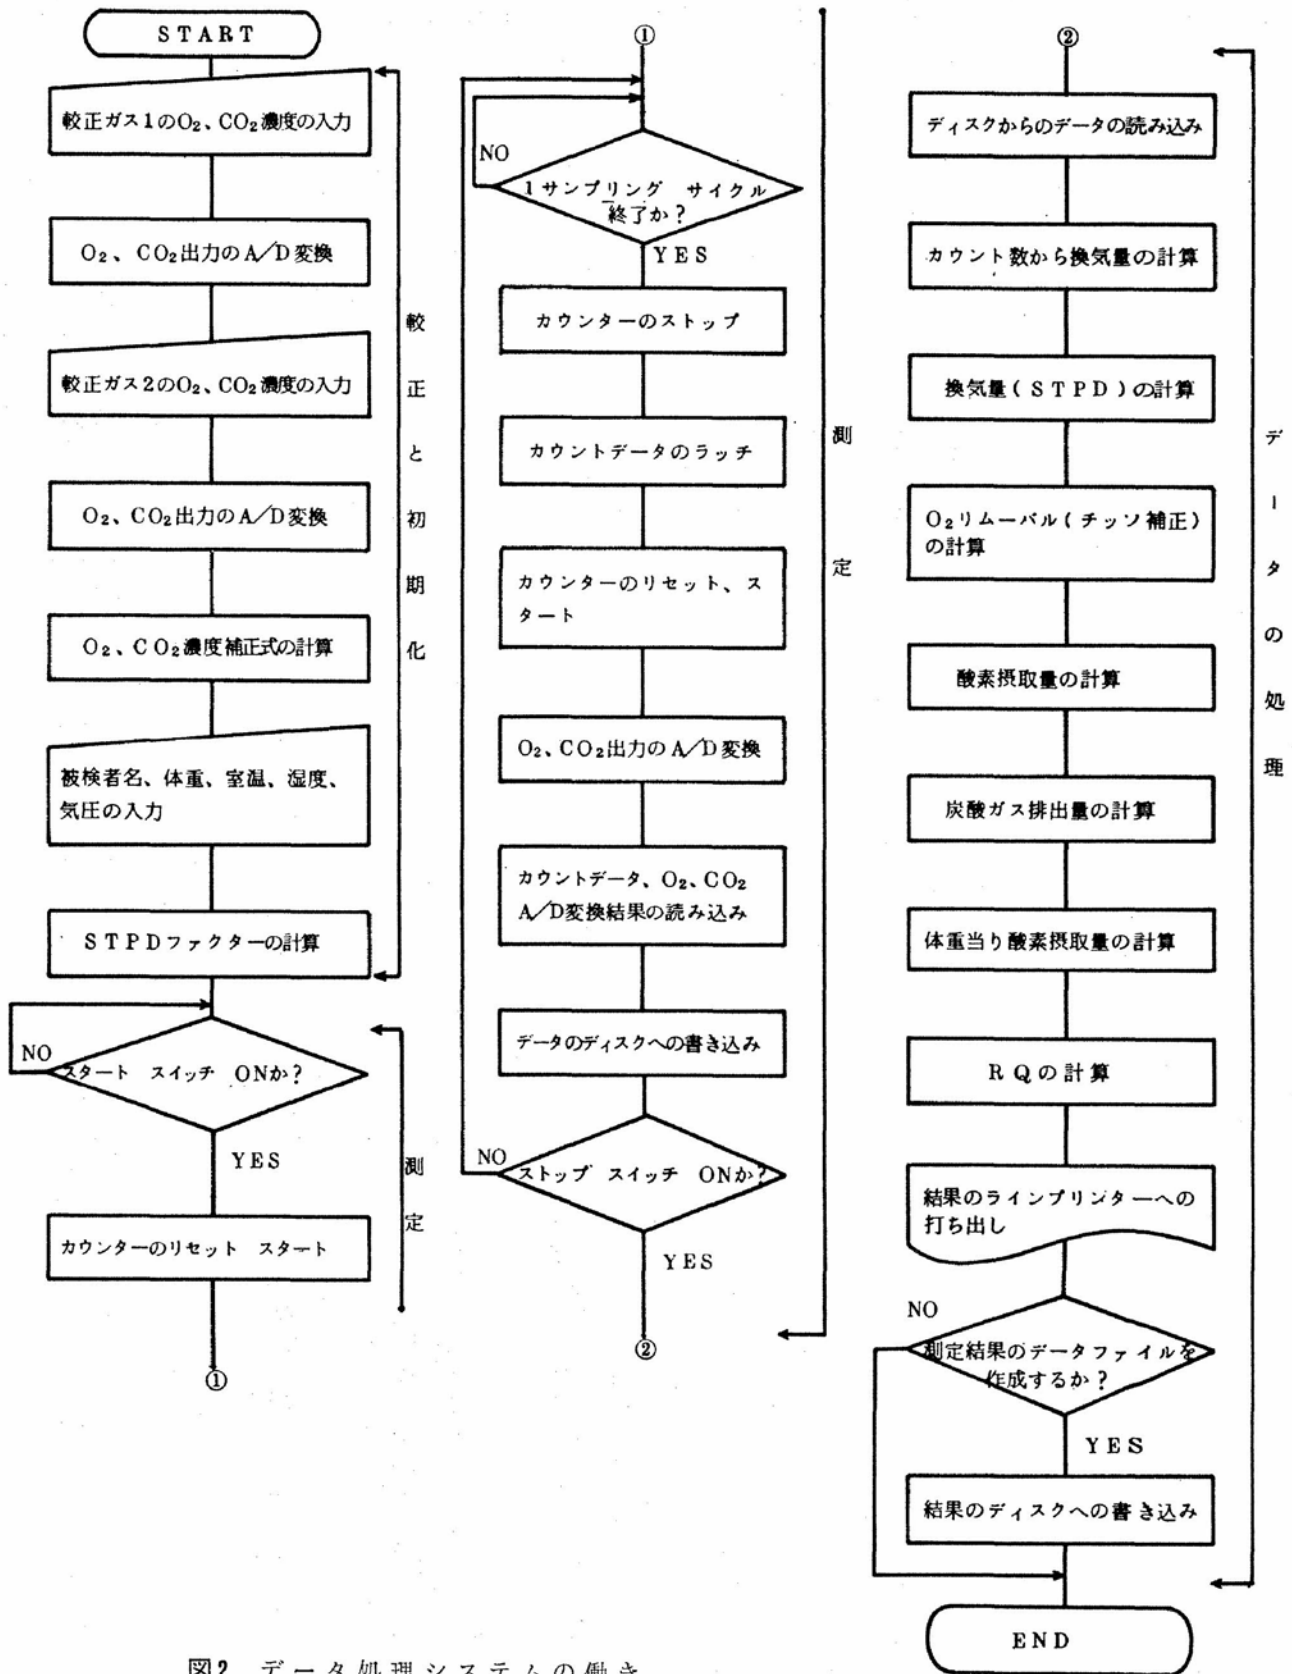 START
較正ガス1のO₂、CO₂濃度の入力
O₂、CO₂出力のA/D変換
較正ガス2のO₂、CO₂濃度の入力
O₂、CO₂出力のA/D変換
O₂、CO₂濃度補正式の計算
被検者名、体重、室温、湿度、
気圧の入力
STPDファクターの計算
NO
スタート スイッチ ONか?
YES
カウンターのリセット スタート
①
較正と初期化
測定
①
NO
1サンプリング サイクル
終了か?
YES
カウンターのストップ
カウントデータのラッチ
カウンターのリセット、ス
タート
O₂、CO₂出力のA/D変換
カウントデータ、O₂、CO₂
A/D変換結果の読み込み
データのディスクへの書き込み
NO
ストップ スイッチ ONか?
YES
②
測定
②
ディスクからのデータの読み込み
カウント数から換気量の計算
換気量(STPD)の計算
O₂リムーバル(チッソ補正)
の計算
酸素摂取量の計算
炭酸ガス排出量の計算
体重当り酸素摂取量の計算
RQの計算
結果のラインプリンターへの
打ち出し
NO
測定結果のデータファイルを
作成するか?
YES
結果のディスクへの書き込み
END
データの処理
図2 データ処理システムの働き